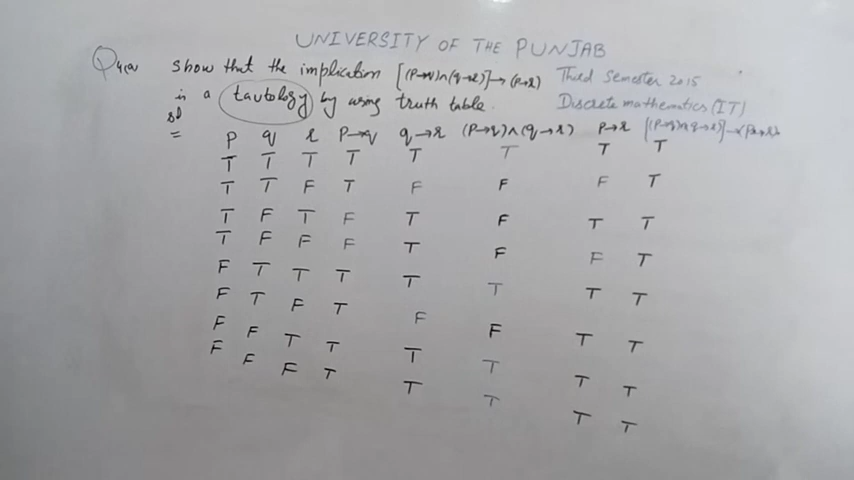 UNIVERSITY OF THE PUNJAB
Q4(a) show that the implication [(P→q)∧(q→r)]→(P→r) Third Semester 2015
is a tautology by using truth table. Discrete mathematics (IT)
sol
=
P q r P→q q→r (P→q)∧(q→r) P→r [(P→q)∧(q→r)]→(P→r)
T T T T T T T T
T T F T F F F T
T F T F T F T T
T F F F T F F T
F T T T T T T T
F T F T F F T T
F F T T T T T T
F F F T T T T T